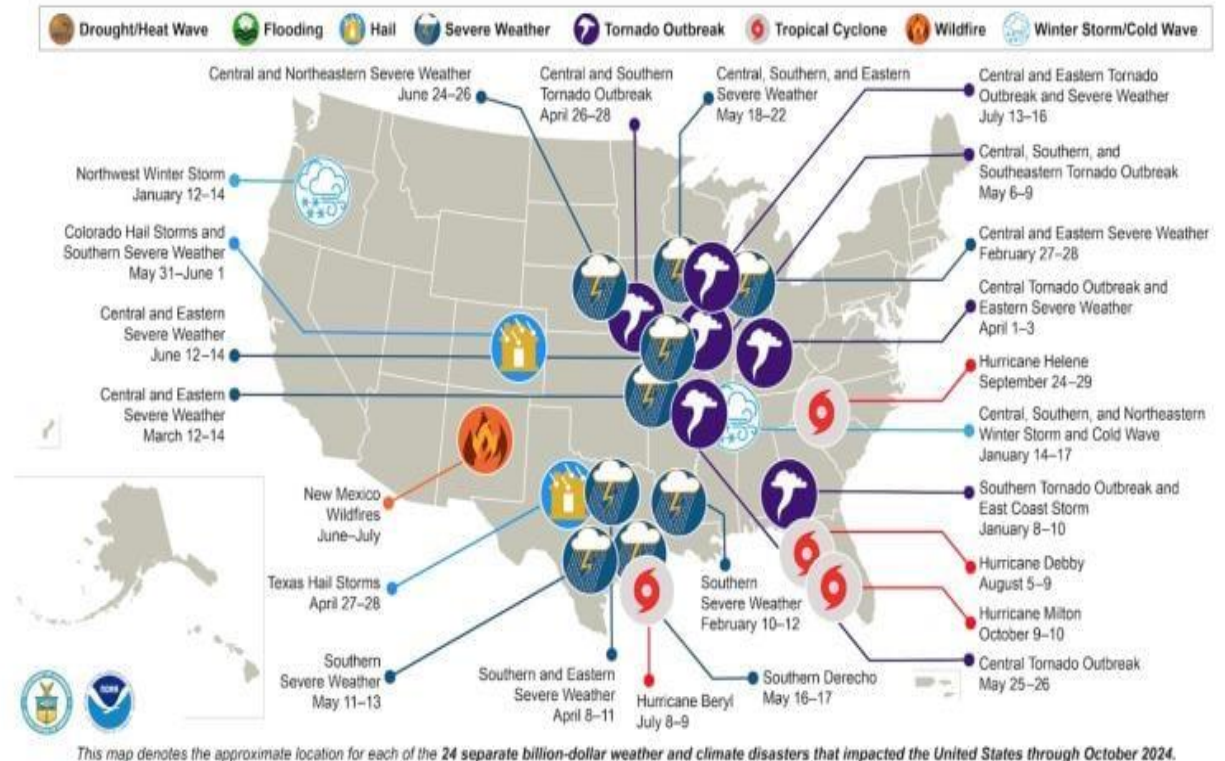 Drought/Heat Wave Flooding Hail Severe Weather Tornado Outbreak Tropical Cyclone Wildfire Winter Storm/Cold Wave
Central and Northeastern Severe Weather
June 24–26
Central and Southern
Tornado Outbreak
April 26–28
Central, Southern, and Eastern
Severe Weather
May 18–22
Central and Eastern Tornado
Outbreak and Severe Weather
July 13–16
Northwest Winter Storm
January 12–14
Central, Southern, and
Southeastern Tornado Outbreak
May 6–9
Colorado Hail Storms and
Southern Severe Weather
May 31–June 1
Central and Eastern Severe Weather
February 27–28
Central and Eastern
Severe Weather
June 12–14
Central Tornado Outbreak and
Eastern Severe Weather
April 1–3
Hurricane Helene
September 24–29
Central and Eastern
Severe Weather
March 12–14
Central, Southern, and Northeastern
Winter Storm and Cold Wave
January 14–17
New Mexico
Wildfires
June–July
Southern Tornado Outbreak and
East Coast Storm
January 8–10
Texas Hail Storms
April 27–28
Southern
Severe Weather
February 10–12
Hurricane Debby
August 5–9
Hurricane Milton
October 9–10
Southern
Severe Weather
May 11–13
Southern and Eastern
Severe Weather
April 8–11
Hurricane Beryl
July 8–9
Southern Derecho
May 16–17
Central Tornado Outbreak
May 25–26
NOAA
This map denotes the approximate location for each of the 24 separate billion-dollar weather and climate disasters that impacted the United States through October 2024.